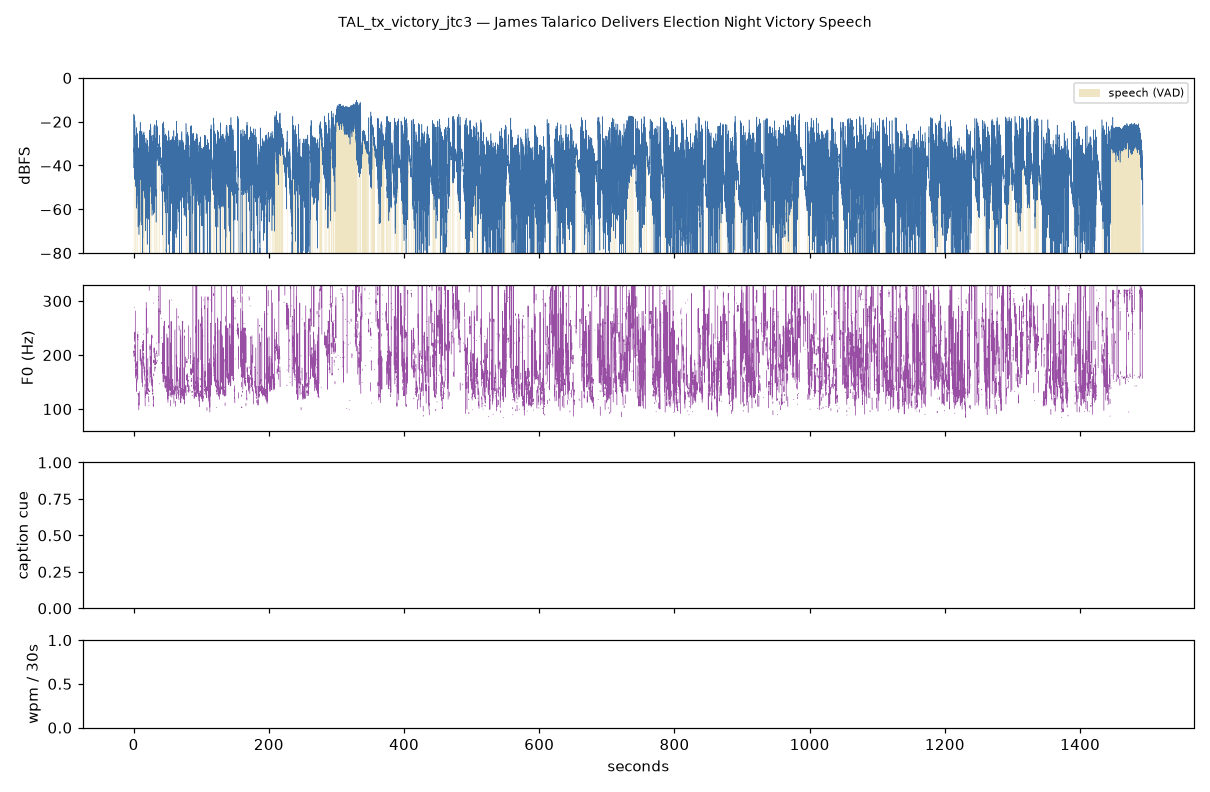 TAL_tx_victory_jtc3 — James Talarico Delivers Election Night Victory Speech
0
−20
−40
−60
−80
dBFS
speech (VAD)
300
200
100
F0 (Hz)
1.00
0.75
0.50
0.25
0.00
caption cue
1.0
0.5
0.0
wpm / 30s
0 200 400 600 800 1000 1200 1400
seconds